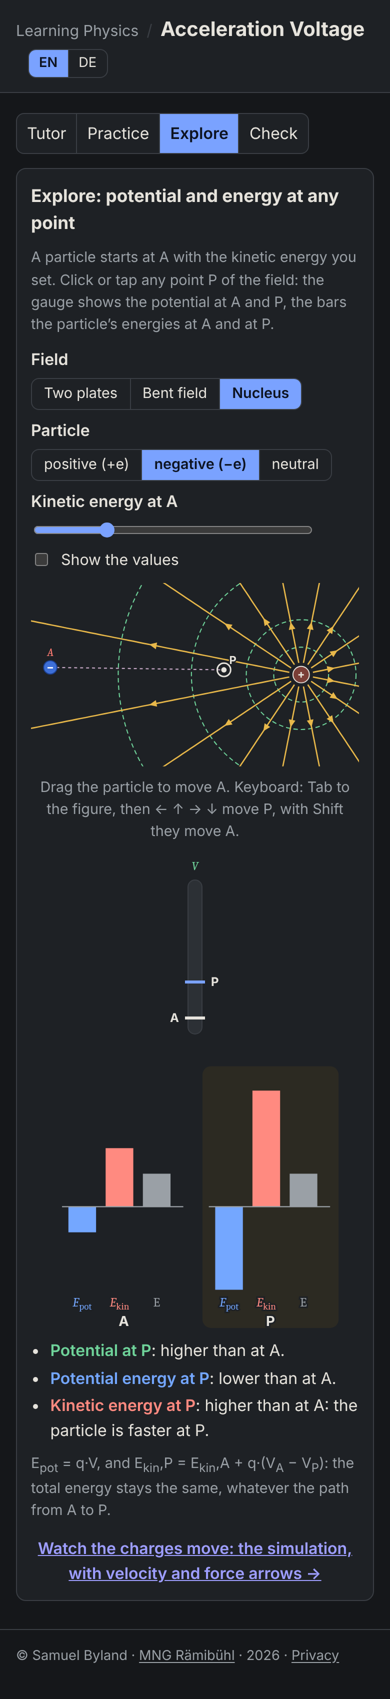 Learning Physics / Acceleration Voltage
EN DE
Tutor Practice Explore Check
Explore: potential and energy at any
point
A particle starts at A with the kinetic energy you
set. Click or tap any point P of the field: the
gauge shows the potential at A and P, the bars
the particle’s energies at A and at P.
Field
Two plates Bent field Nucleus
Particle
positive (+e) negative (−e) neutral
Kinetic energy at A
Show the values
A
−
P
+
Drag the particle to move A. Keyboard: Tab to
the figure, then ← ↑ → ↓ move P, with Shift
they move A.
V
P
A
Epot Ekin E Epot Ekin E
A P
• Potential at P: higher than at A.
• Potential energy at P: lower than at A.
• Kinetic energy at P: higher than at A: the
particle is faster at P.
Epot = q·V, and Ekin,P = Ekin,A + q·(VA − VP): the
total energy stays the same, whatever the path
from A to P.
Watch the charges move: the simulation,
with velocity and force arrows →
© Samuel Byland · MNG Rämibühl · 2026 · Privacy